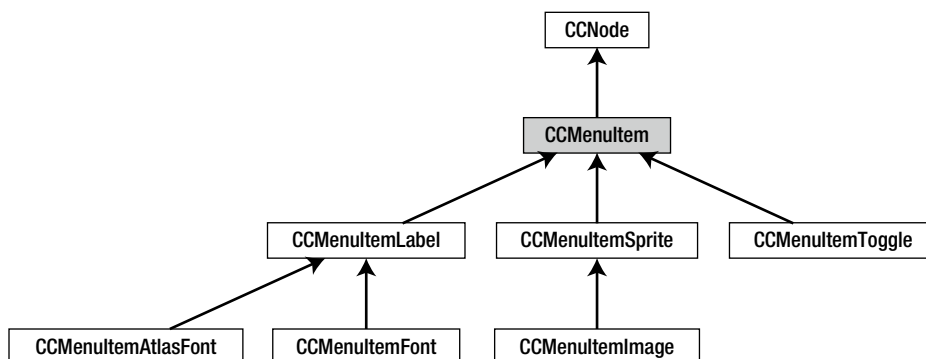 CCNode
CCMenuItem
CCMenuItemLabel
CCMenuItemSprite
CCMenuItemToggle
CCMenuItemAtlasFont
CCMenuItemFont
CCMenuItemImage